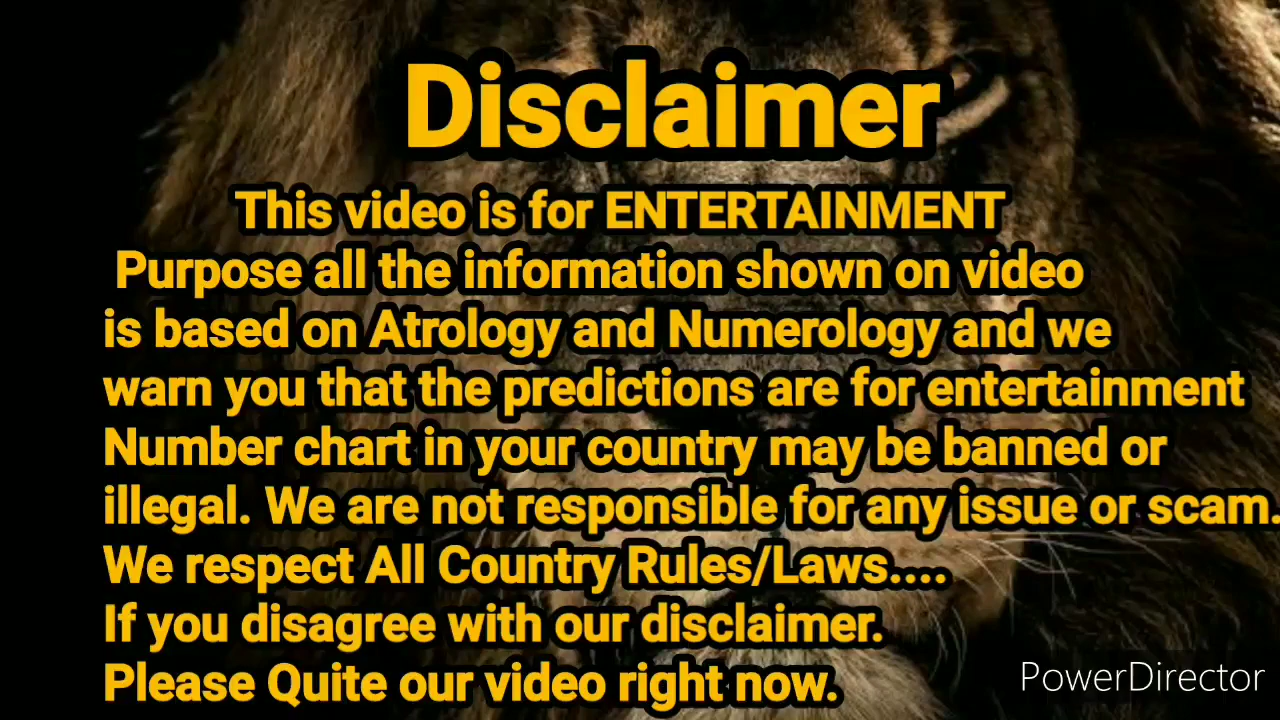 Disclaimer
This video is for ENTERTAINMENT
Purpose all the information shown on video
is based on Atrology and Numerology and we
warn you that the predictions are for entertainment
Number chart in your country may be banned or
illegal. We are not responsible for any issue or scam.
We respect All Country Rules/Laws....
If you disagree with our disclaimer.
Please Quite our video right now.
PowerDirector